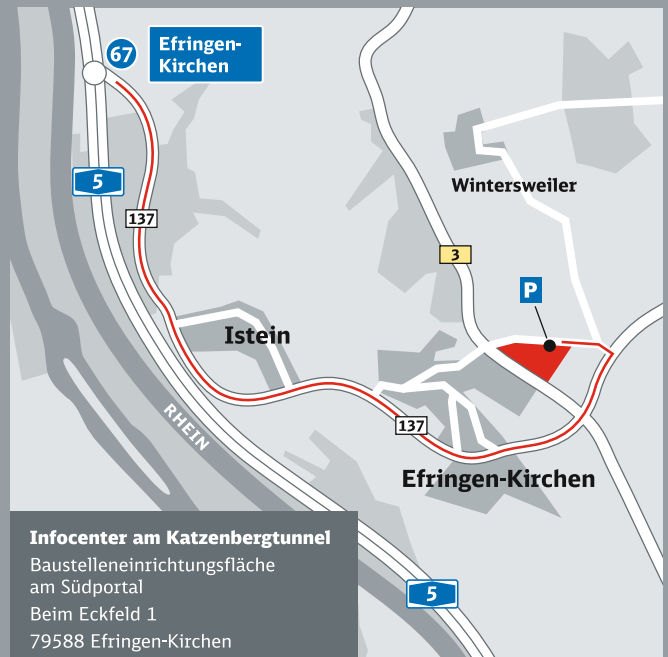 67
Efringen-
Kirchen
5
137
Wintersweiler
3
P
Istein
RHEIN
137
Efringen-Kirchen
Infocenter am Katzenbergtunnel
Baustelleneinrichtungsfläche
am Südportal
Beim Eckfeld 1
79588 Efringen-Kirchen
5